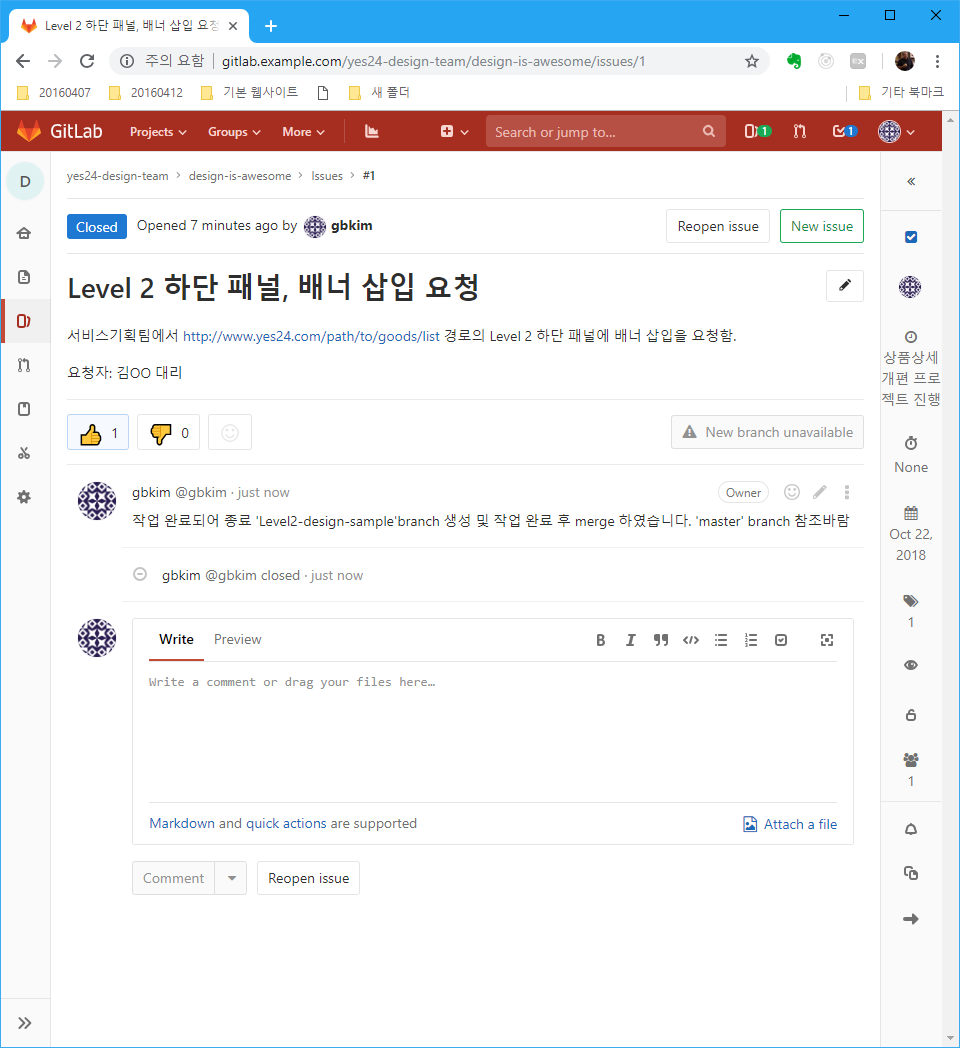 Level 2 하단 패널, 배너 삽입 요청
주의 요함 | gitlab.example.com/yes24-design-team/design-is-awesome/issues/1
20160407 20160412 기본 웹사이트 새 폴더 기타 북마크
GitLab Projects Groups More Search or jump to... 1 1
D
yes24-design-team > design-is-awesome > Issues > #1
Closed Opened 7 minutes ago by gbkim Reopen issue New issue
Level 2 하단 패널, 배너 삽입 요청
서비스기획팀에서 http://www.yes24.com/path/to/goods/list 경로의 Level 2 하단 패널에 배너 삽입을 요청함.
요청자: 김OO 대리
1 0 New branch unavailable
gbkim @gbkim · just now Owner
작업 완료되어 종료 'Level2-design-sample'branch 생성 및 작업 완료 후 merge 하였습니다. 'master' branch 참조바람
gbkim @gbkim closed · just now
Write Preview
Write a comment or drag your files here…
Markdown and quick actions are supported Attach a file
Comment Reopen issue
«
상품상세
개편 프로
젝트 진행
None
Oct 22,
2018
1
1